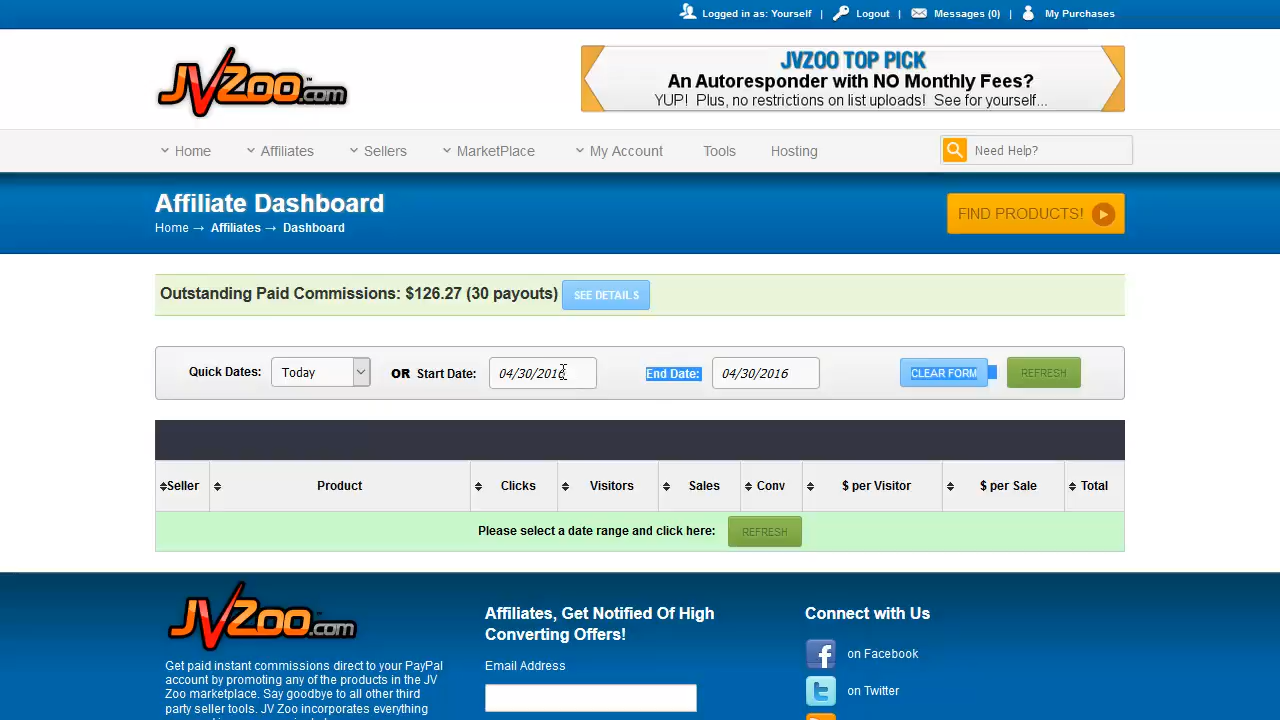 Logged in as: Yourself | Logout | Messages (0) | My Purchases
JVZoo.com™
JVZOO TOP PICK
An Autoresponder with NO Monthly Fees?
YUP! Plus, no restrictions on list uploads! See for yourself...
Home Affiliates Sellers MarketPlace My Account Tools Hosting Need Help?
Affiliate Dashboard
Home → Affiliates → Dashboard
FIND PRODUCTS!
Outstanding Paid Commissions: $126.27 (30 payouts) SEE DETAILS
Quick Dates: Today OR Start Date: 04/30/2016 End Date: 04/30/2016 CLEAR FORM REFRESH
Seller Product Clicks Visitors Sales Conv $ per Visitor $ per Sale Total
Please select a date range and click here: REFRESH
JVZoo.com
Get paid instant commissions direct to your PayPal
account by promoting any of the products in the JV
Zoo marketplace. Say goodbye to all other third
party seller tools. JV Zoo incorporates everything
Affiliates, Get Notified Of High
Converting Offers!
Email Address
Connect with Us
on Facebook
on Twitter